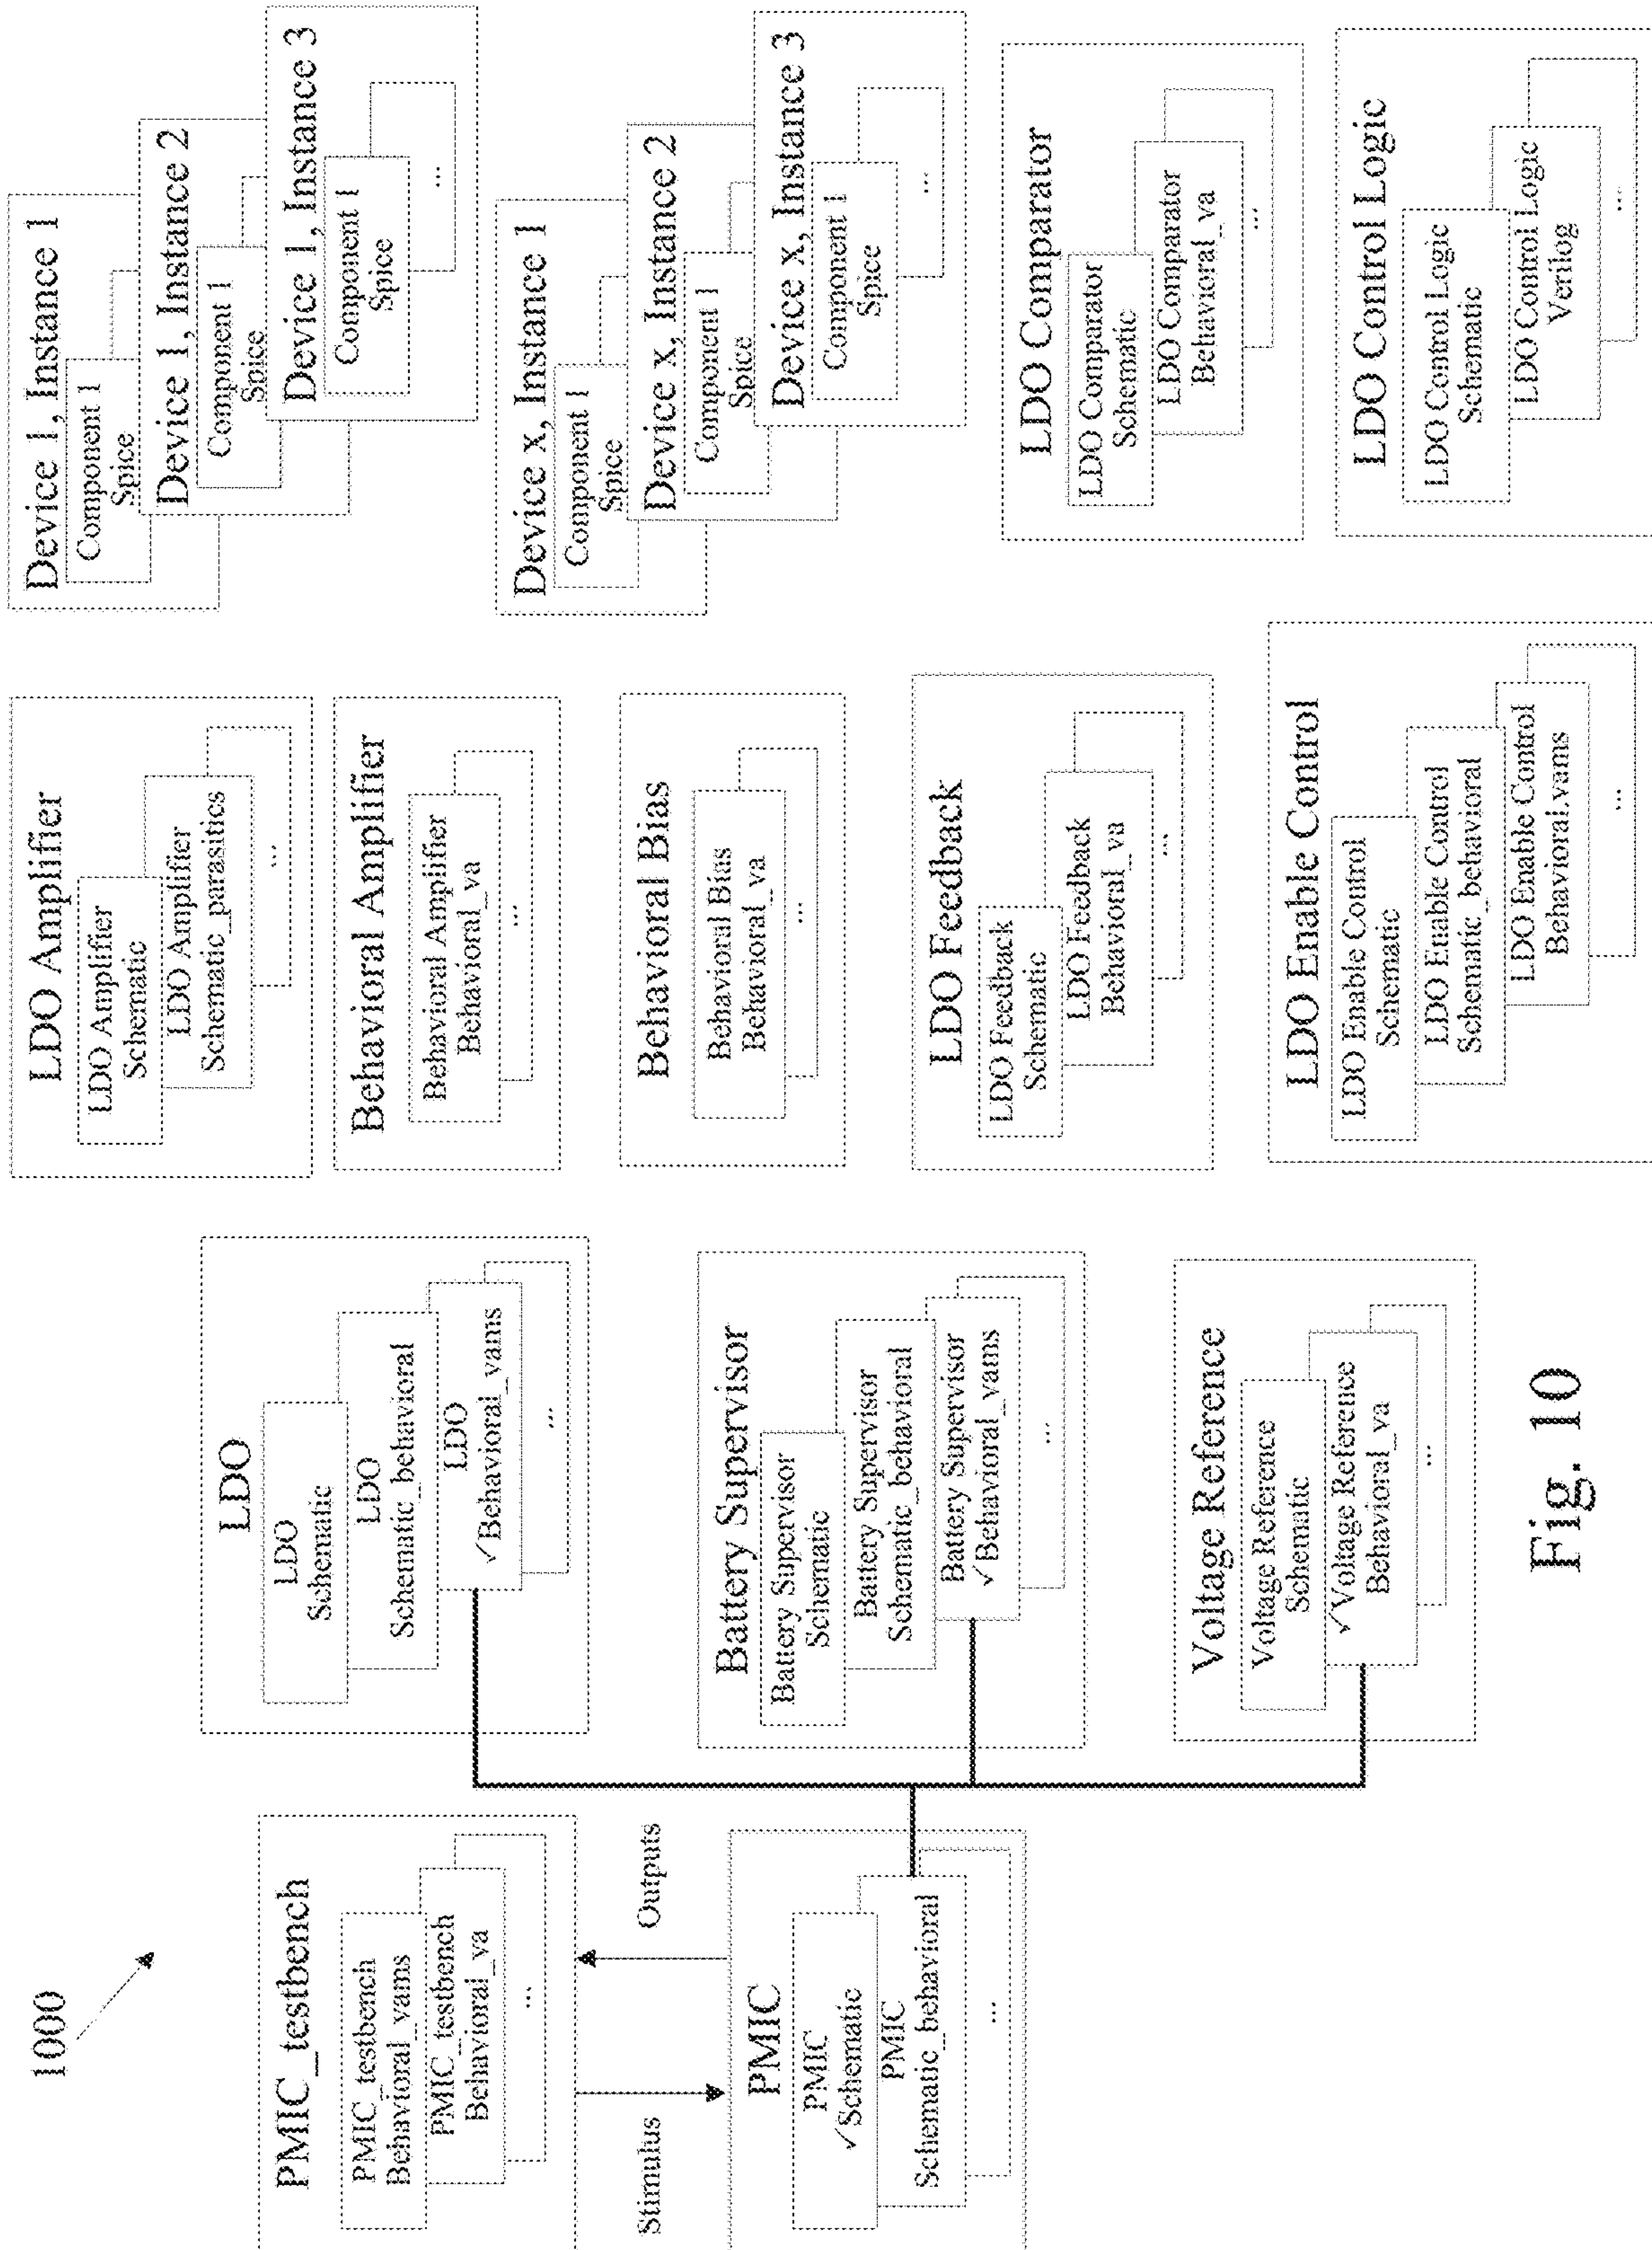 1000
PMIC_testbench
PMIC_testbench
Behavioral_vams
PMIC_testbench
Behavioral_va
...
Stimulus
Outputs
PMIC
PMIC
✓Schematic
PMIC
Schematic_behavioral
...
LDO
LDO
Schematic
LDO
Schematic_behavioral
LDO
✓Behavioral_vams
...
Battery Supervisor
Battery Supervisor
Schematic
Battery Supervisor
Schematic_behavioral
Battery Supervisor
✓Behavioral_vams
...
Voltage Reference
Voltage Reference
Schematic
✓Voltage Reference
Behavioral_va
...
LDO Amplifier
LDO Amplifier
Schematic
LDO Amplifier
Schematic_parasitics
...
Behavioral Amplifier
Behavioral Amplifier
Behavioral_va
...
Behavioral Bias
Behavioral Bias
Behavioral_va
...
LDO Feedback
LDO Feedback
Schematic
LDO Feedback
Behavioral_va
...
LDO Enable Control
LDO Enable Control
Schematic
LDO Enable Control
Schematic_behavioral
LDO Enable Control
Behavioral.vams
...
Device 1, Instance 1
Component 1
Spice
Device 1, Instance 2
Component 1
Spice
Device 1, Instance 3
Component 1
Spice
...
Device x, Instance 1
Component 1
Spice
Device x, Instance 2
Component 1
Spice
Device x, Instance 3
Component 1
Spice
...
LDO Comparator
LDO Comparator
Schematic
LDO Comparator
Behavioral_va
...
LDO Control Logic
LDO Control Logic
Schematic
LDO Control Logic
Verilog
...
Fig. 10